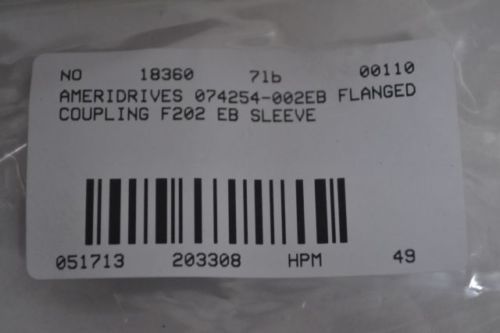 NO 18360 71b 00110
AMERIDRIVES 074254-002EB FLANGED
COUPLING F202 EB SLEEVE
051713 203308 HPM 49